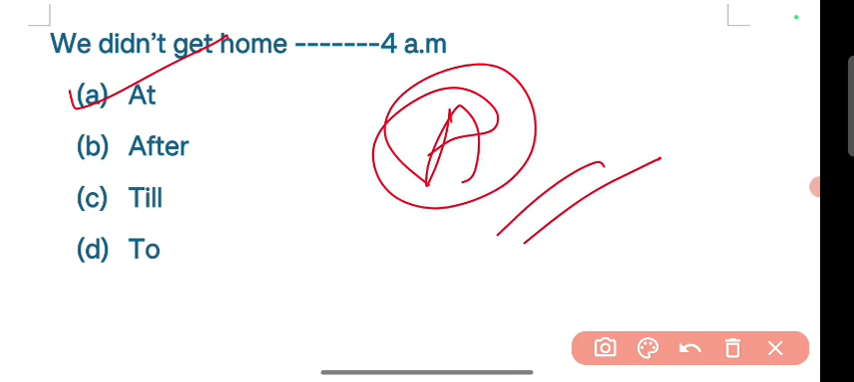 We didn't get home -------4 a.m
(a) At
(b) After
(c) Till
(d) To
A